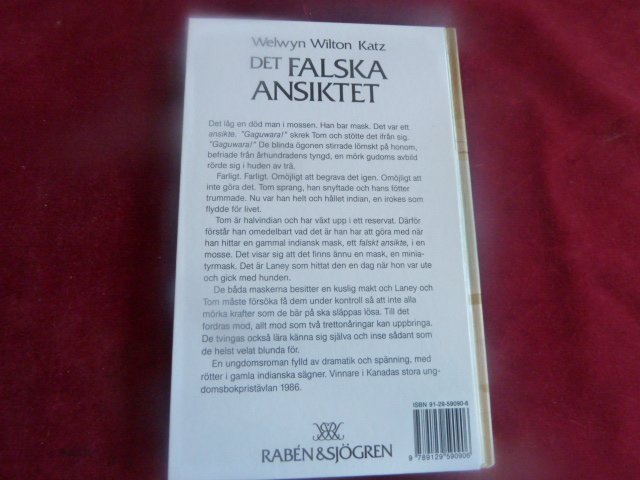 Welwyn Wilton Katz
DET FALSKA
ANSIKTET
Det låg en död man i mossen. Han bar mask. Det var ett
ansikte. "Gaguwara!" skrek Tom och stötte det ifrån sig.
"Gaguwara!" De blinda ögonen stirrade lömskt på honom,
befriade från århundradens tyngd, en mörk gudoms avbild
rörde sig i huden av trä.
Farligt. Farligt. Omöjligt att begrava det igen. Omöjligt att
inte göra det. Tom sprang, han snyftade och hans fötter
trummade. Nu var han helt och hållet indian, en irokes som
flydde för livet.
Tom är halvindian och har växt upp i ett reservat. Därför
förstår han omedelbart vad det är han har att göra med när
han hittar en gammal indiansk mask, ett falskt ansikte, i en
mosse. Det visar sig att det finns ännu en mask, en minia-
tyrmask. Det är Laney som hittat den en dag när hon var ute
och gick med hunden.
De båda maskerna besitter en kuslig makt och Laney och
Tom måste försöka få dem under kontroll så att inte alla
mörka krafter som de bär på ska släppas lösa. Till det
fordras mod, allt mod som två trettonåringar kan uppbringa.
De tvingas också lära känna sig själva och inse sådant som
de helst velat blunda för.
En ungdomsroman fylld av dramatik och spänning, med
rötter i gamla indianska sägner. Vinnare i Kanadas stora ung-
domsbokpristävlan 1986.
ISBN 91-29-59090-6
9 789129 590906
RABÉN&SJÖGREN